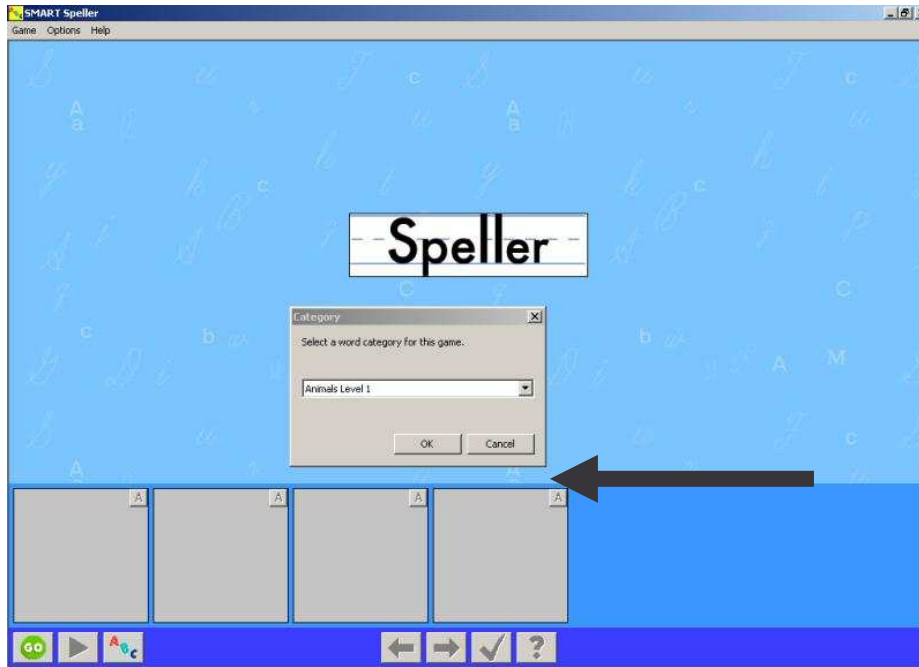 SMART Speller
Game Options Help
Speller
Category
Select a word category for this game.
Animals Level 1
OK Cancel
A A A A
GO ABC ?